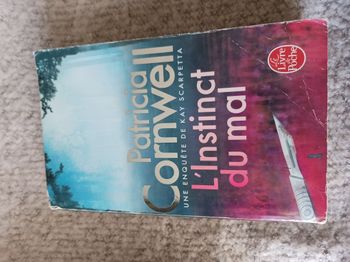 Patricia
Cornwell
UNE ENQUÊTE DE KAY SCARPETTA
L'Instinct
du mal
Le
Livre
de
Poche